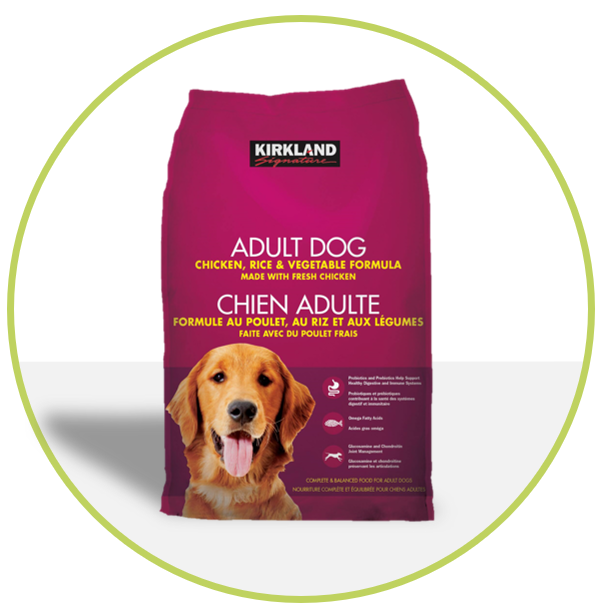 KIRKLAND
Signature
ADULT DOG
CHICKEN, RICE & VEGETABLE FORMULA
MADE WITH FRESH CHICKEN
CHIEN ADULTE
FORMULE AU POULET, AU RIZ ET AUX LÉGUMES
FAITE AVEC DU POULET FRAIS
Probiotics and Prebiotics Help Support
Healthy Digestive and Immune Systems
Probiotiques et prébiotiques
contribuant à la santé des systèmes
digestif et immunitaire
Omega Fatty Acids
Acides gras oméga
Glucosamine and Chondroitin
Joint Management
Glucosamine et chondroïtine
préservant les articulations
COMPLETE & BALANCED FOOD FOR ADULT DOGS
NOURRITURE COMPLÈTE ET ÉQUILIBRÉE POUR CHIENS ADULTES